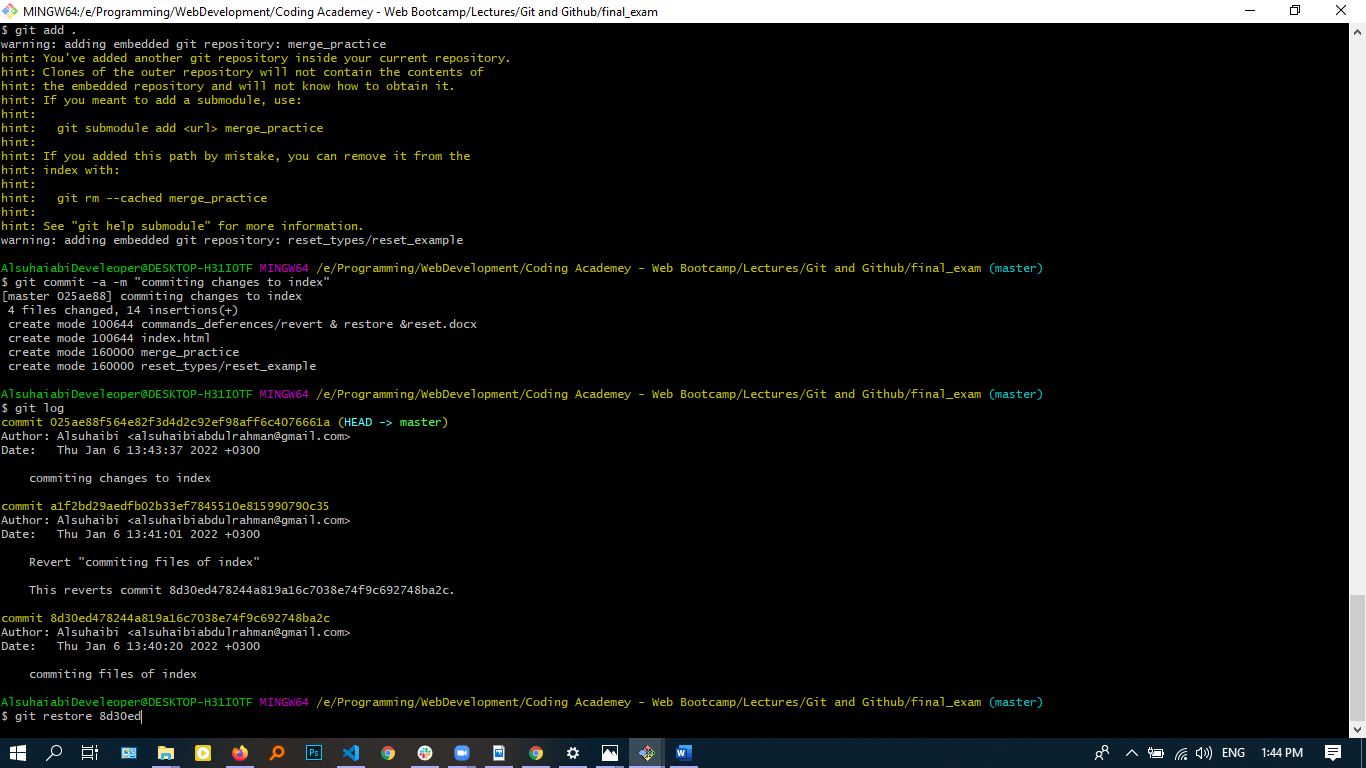 MINGW64:/e/Programming/WebDevelopment/Coding Academey - Web Bootcamp/Lectures/Git and Github/final_exam
$ git add .
warning: adding embedded git repository: merge_practice
hint: You've added another git repository inside your current repository.
hint: Clones of the outer repository will not contain the contents of
hint: the embedded repository and will not know how to obtain it.
hint: If you meant to add a submodule, use:
hint:
hint:   git submodule add <url> merge_practice
hint:
hint: If you added this path by mistake, you can remove it from the
hint: index with:
hint:
hint:   git rm --cached merge_practice
hint:
hint: See "git help submodule" for more information.
warning: adding embedded git repository: reset_types/reset_example
AlsuhaiabiDeveleoper@DESKTOP-H31IOTF MINGW64 /e/Programming/WebDevelopment/Coding Academey - Web Bootcamp/Lectures/Git and Github/final_exam (master)
$ git commit -a -m "commiting changes to index"
[master 025ae88] commiting changes to index
 4 files changed, 14 insertions(+)
 create mode 100644 commands_deferences/revert & restore &reset.docx
 create mode 100644 index.html
 create mode 160000 merge_practice
 create mode 160000 reset_types/reset_example
AlsuhaiabiDeveleoper@DESKTOP-H31IOTF MINGW64 /e/Programming/WebDevelopment/Coding Academey - Web Bootcamp/Lectures/Git and Github/final_exam (master)
$ git log
commit 025ae88f564e82f3d4d2c92ef98aff6c4076661a (HEAD -> master)
Author: Alsuhaibi <alsuhaibiabdulrahman@gmail.com>
Date:   Thu Jan 6 13:43:37 2022 +0300
    commiting changes to index
commit a1f2bd29aedfb02b33ef7845510e815990790c35
Author: Alsuhaibi <alsuhaibiabdulrahman@gmail.com>
Date:   Thu Jan 6 13:41:01 2022 +0300
    Revert "commiting files of index"
    This reverts commit 8d30ed478244a819a16c7038e74f9c692748ba2c.
commit 8d30ed478244a819a16c7038e74f9c692748ba2c
Author: Alsuhaibi <alsuhaibiabdulrahman@gmail.com>
Date:   Thu Jan 6 13:40:20 2022 +0300
    commiting files of index
AlsuhaiabiDeveleoper@DESKTOP-H31IOTF MINGW64 /e/Programming/WebDevelopment/Coding Academey - Web Bootcamp/Lectures/Git and Github/final_exam (master)
$ git restore 8d30ed
Ps
ENG 1:44 PM